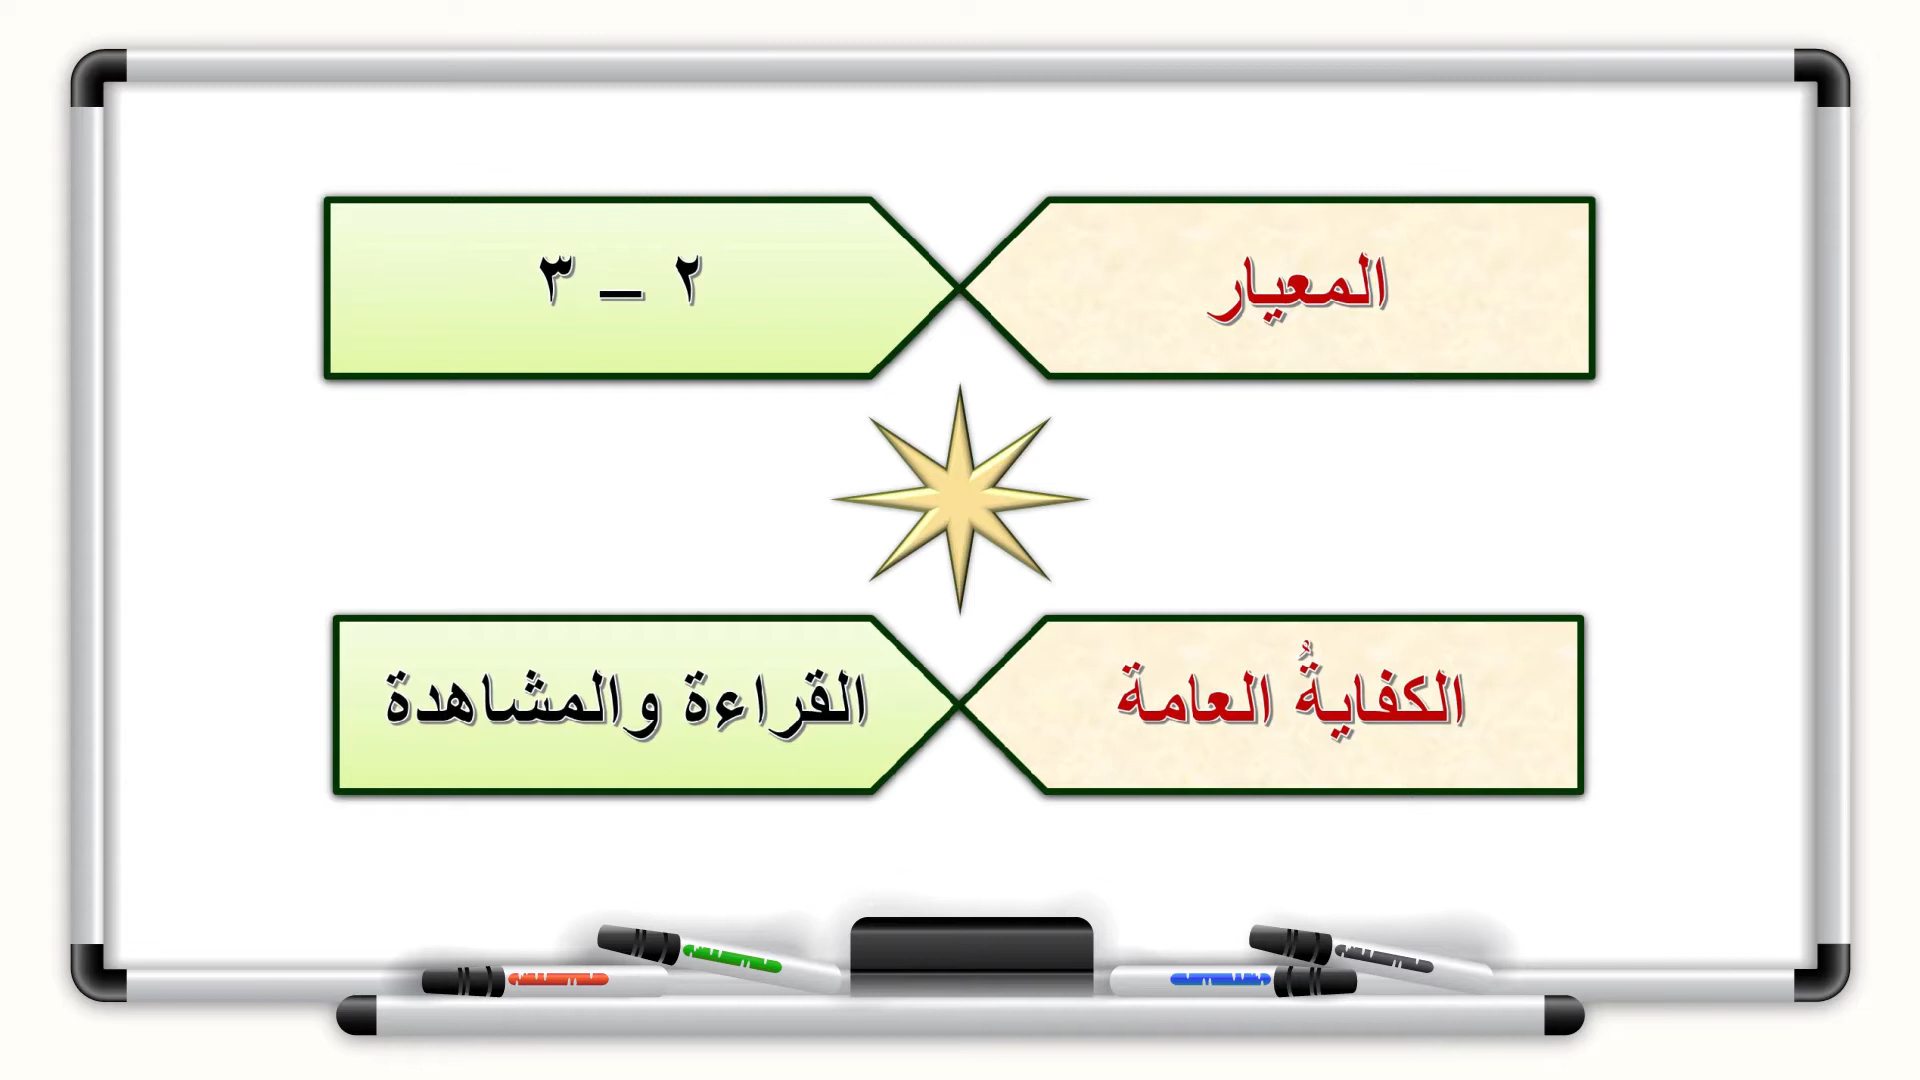 المعيار
٢ – ٣
الكفايةُ العامة
القراءة والمشاهدة